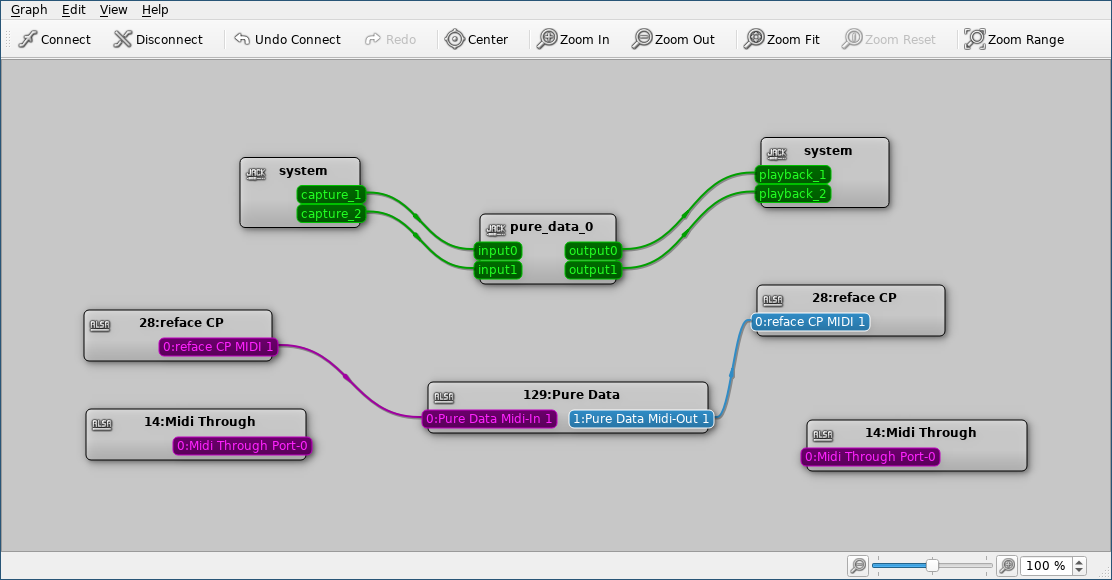 Graph Edit View Help
Connect Disconnect Undo Connect Redo Center Zoom In Zoom Out Zoom Fit Zoom Reset Zoom Range
JACK system
capture_1
capture_2
JACK pure_data_0
input0 output0
input1 output1
JACK system
playback_1
playback_2
ALSA 28:reface CP
0:reface CP MIDI 1
ALSA 28:reface CP
0:reface CP MIDI 1
ALSA 129:Pure Data
0:Pure Data Midi-In 1 1:Pure Data Midi-Out 1
ALSA 14:Midi Through
0:Midi Through Port-0
ALSA 14:Midi Through
0:Midi Through Port-0
100 %